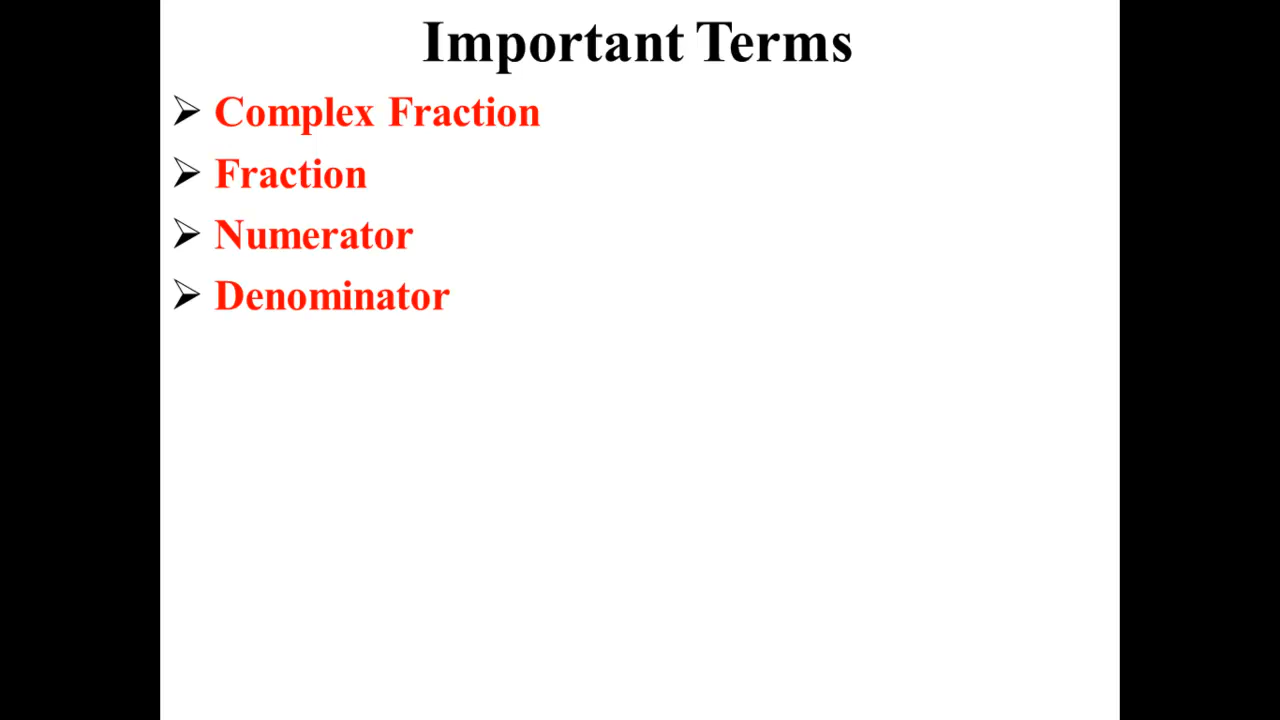 Important Terms
Complex Fraction
Fraction
Numerator
Denominator